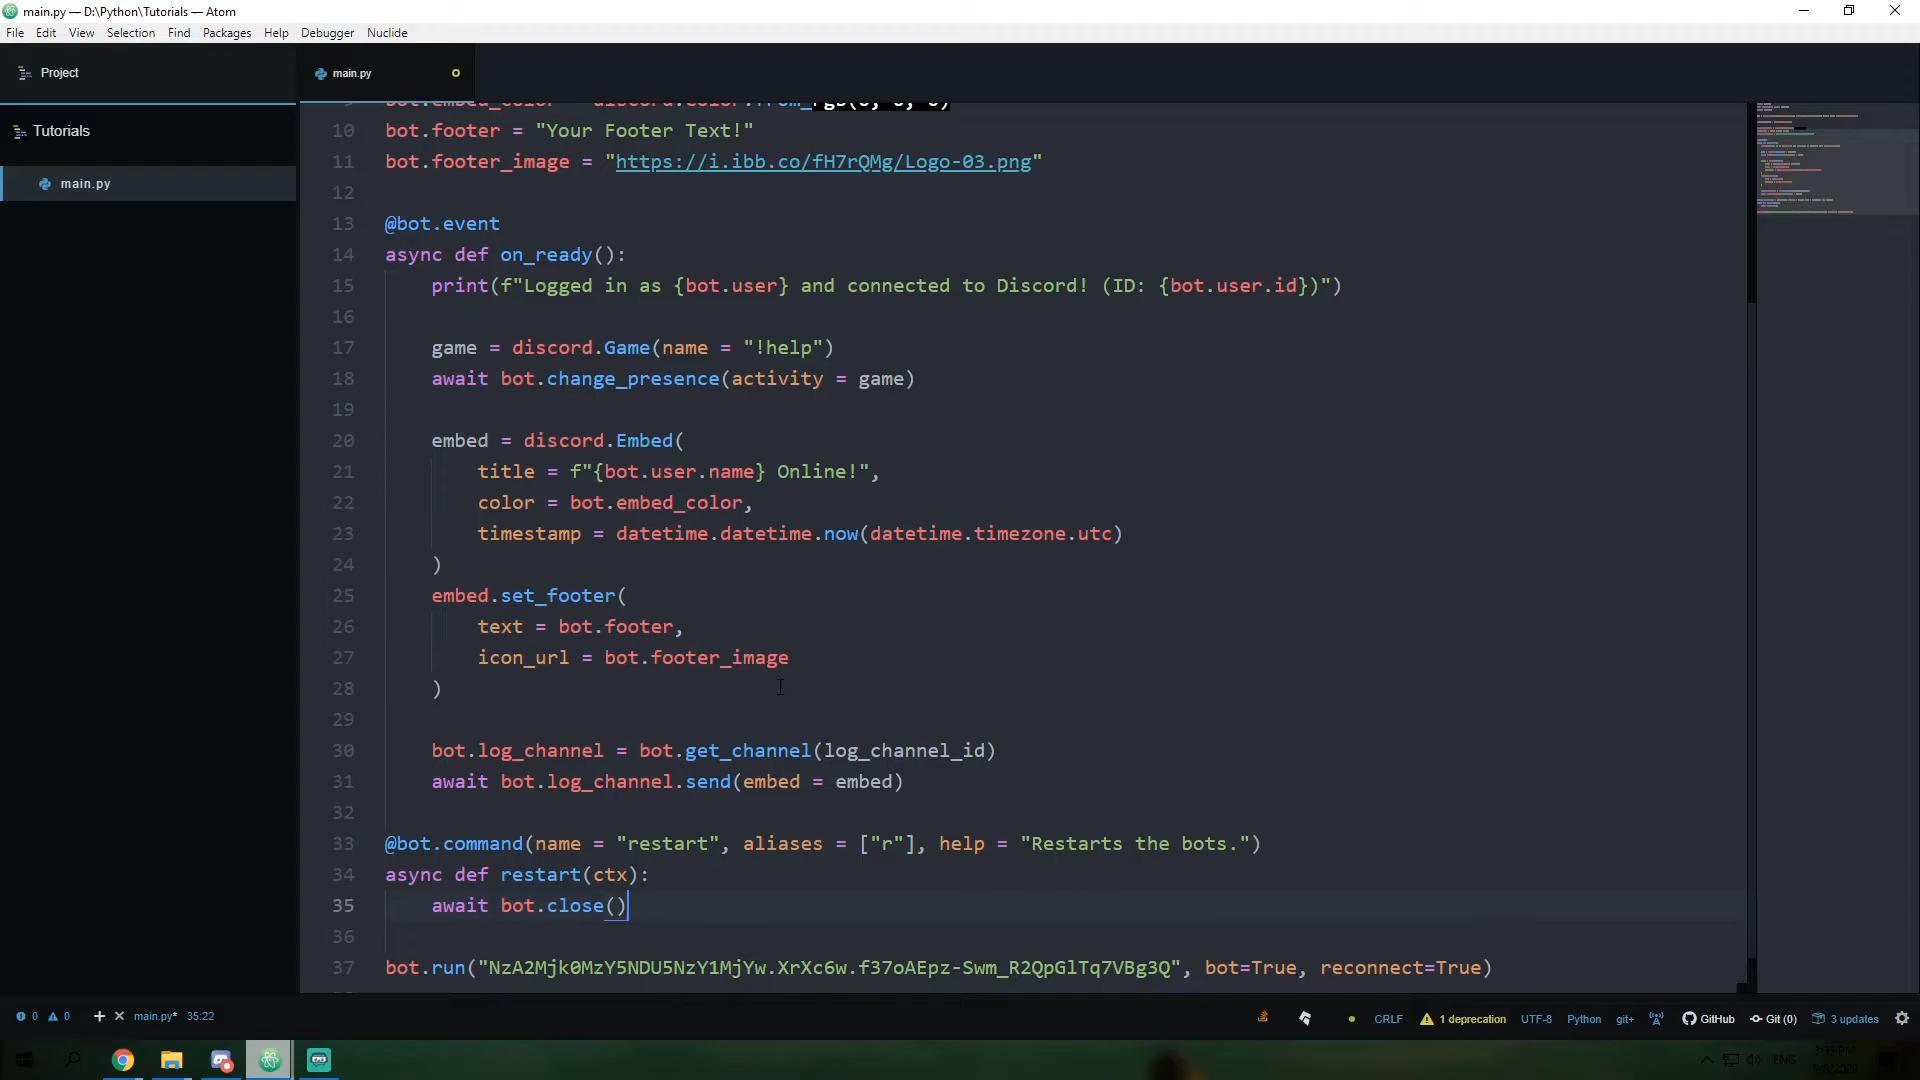 main.py — D:\Python\Tutorials — Atom
File Edit View Selection Find Packages Help Debugger Nuclide
Project
main.py
Tutorials
main.py
10 bot.footer = "Your Footer Text!"
11 bot.footer_image = "https://i.ibb.co/fH7rQMg/Logo-03.png"
12
13 @bot.event
14 async def on_ready():
15 print(f"Logged in as {bot.user} and connected to Discord! (ID: {bot.user.id})")
16
17 game = discord.Game(name = "!help")
18 await bot.change_presence(activity = game)
19
20 embed = discord.Embed(
21 title = f"{bot.user.name} Online!",
22 color = bot.embed_color,
23 timestamp = datetime.datetime.now(datetime.timezone.utc)
24 )
25 embed.set_footer(
26 text = bot.footer,
27 icon_url = bot.footer_image
28 )
29
30 bot.log_channel = bot.get_channel(log_channel_id)
31 await bot.log_channel.send(embed = embed)
32
33 @bot.command(name = "restart", aliases = ["r"], help = "Restarts the bots.")
34 async def restart(ctx):
35 await bot.close()
36
37 bot.run("NzA2Mjk0MzY5NDU5NzY1MjYw.XrXc6w.f37oAEpz-Swm_R2QpGlTq7VBg3Q", bot=True, reconnect=True)
0 0 + × main.py* 35:22 CRLF 1 deprecation UTF-8 Python git+ GitHub Git (0) 3 updates
ENG